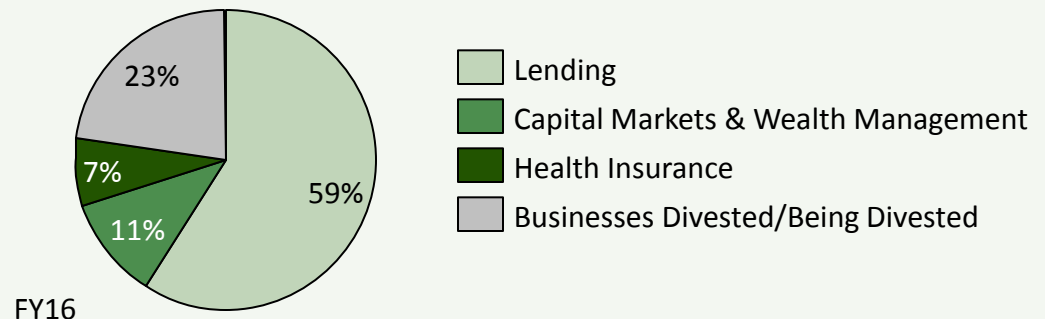 23%
7%
11%
59%
Lending
Capital Markets & Wealth Management
Health Insurance
Businesses Divested/Being Divested
FY16